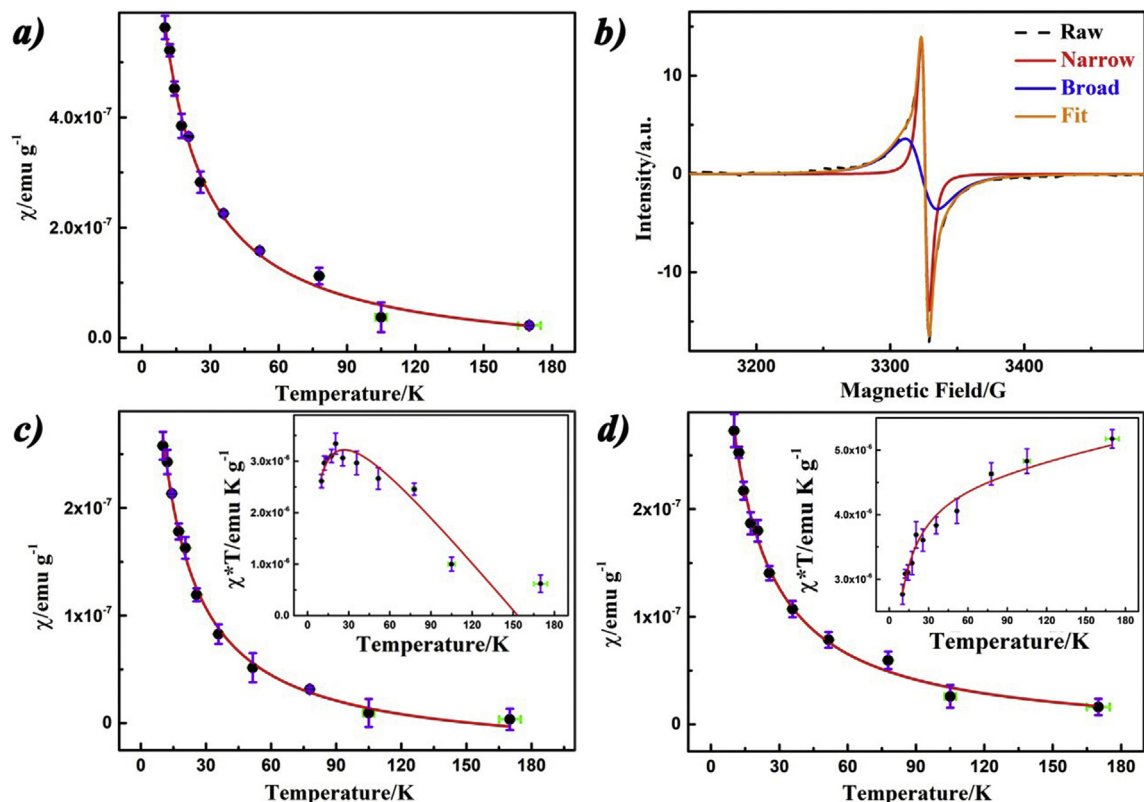 a)
χ/emu g⁻¹
4.0x10⁻⁷
2.0x10⁻⁷
0.0
0 30 60 90 120 150 180
Temperature/K
b)
Intensity/a.u.
10
0
-10
3200 3300 3400
Magnetic Field/G
Raw
Narrow
Broad
Fit
c)
χ/emu g⁻¹
2x10⁻⁷
1x10⁻⁷
0
0 30 60 90 120 150 180
Temperature/K
χ*T/emu K g⁻¹
3.0x10⁻⁶
2.0x10⁻⁶
1.0x10⁻⁶
0.0
0 30 60 90 120 150 180
Temperature/K
d)
χ/emu g⁻¹
2x10⁻⁷
1x10⁻⁷
0
0 30 60 90 120 150 180
Temperature/K
χ*T/emu K g⁻¹
5.0x10⁻⁶
4.0x10⁻⁶
3.0x10⁻⁶
0 30 60 90 120 150 180
Temperature/K